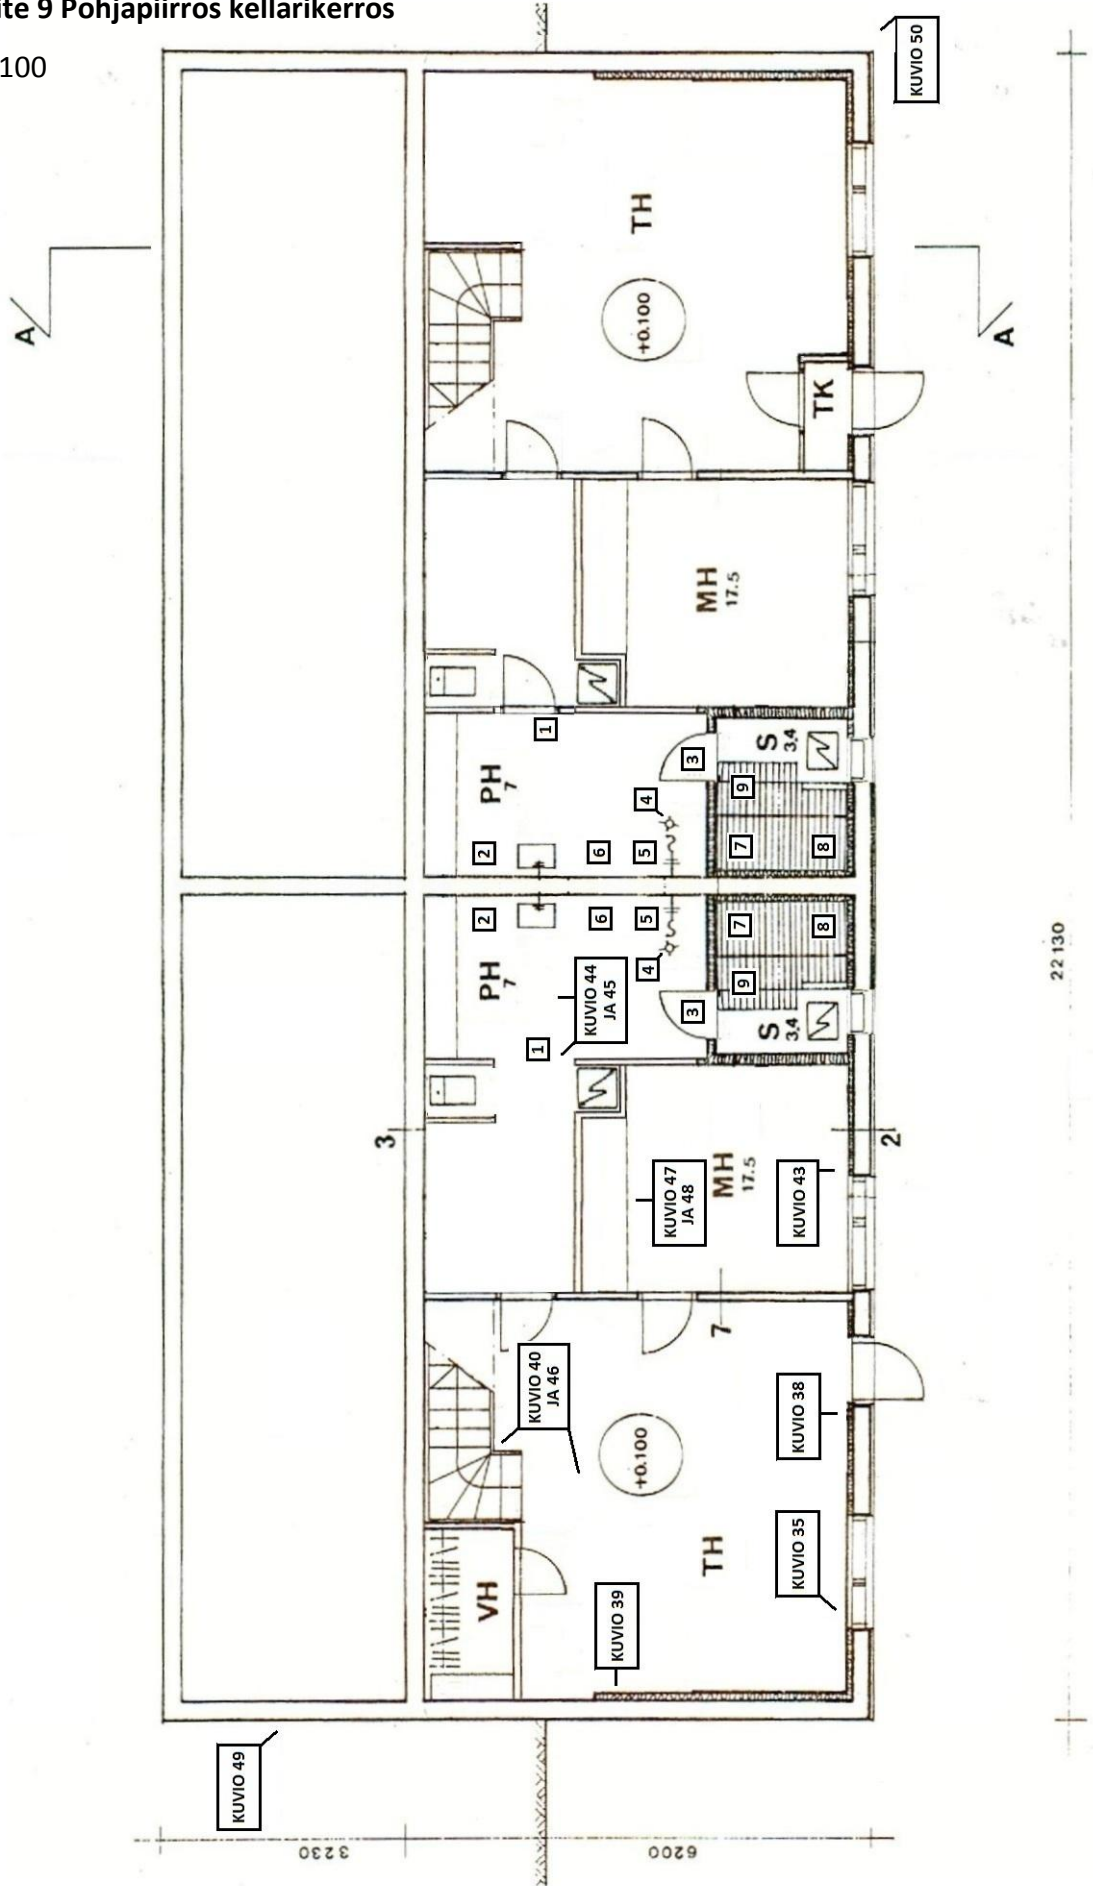 ite 9 Pohjapiirros kellarikerros
100
KUVIO 50
A
A
TH
+0.100
TK
MH
17.5
PH
7
S
3,4
1
2
3
4
5
6
7
8
9
PH
7
S
3,4
1
2
3
4
5
6
7
8
9
KUVIO 44
JA 45
3
2
MH
17.5
KUVIO 47
JA 48
KUVIO 43
7
KUVIO 40
JA 46
+0.100
KUVIO 38
KUVIO 35
TH
VH
KUVIO 39
KUVIO 49
22 130
3230
6200